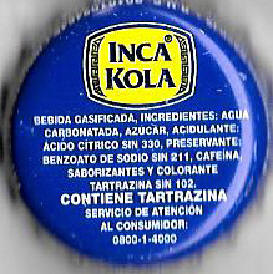 INCA
KOLA
BEBIDA GASIFICADA, INGREDIENTES: AGUA
CARBONATADA, AZUCAR, ACIDULANTE:
ACIDO CÍTRICO SIN 330, PRESERVANTE:
BENZOATO DE SODIO SIN 211, CAFEINA,
SABORIZANTES Y COLORANTE
TARTRAZINA SIN 102.
CONTIENE TARTRAZINA
SERVICIO DE ATENCIÓN
AL CONSUMIDOR:
0800-1-4000